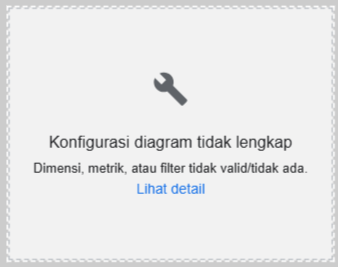 Konfigurasi diagram tidak lengkap
Dimensi, metrik, atau filter tidak valid/tidak ada.
Lihat detail